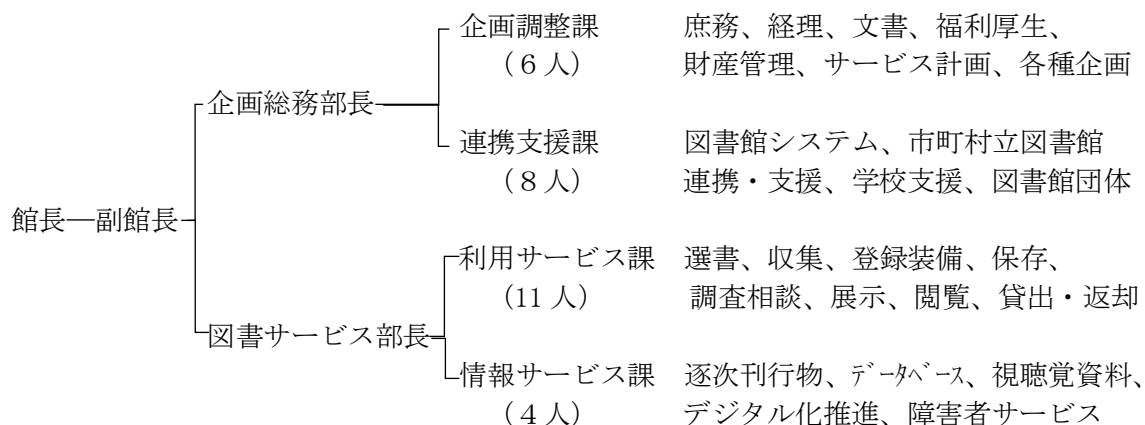 企画調整課 庶務、経理、文書、福利厚生、
（６人） 財産管理、サービス計画、各種企画
企画総務部長
連携支援課 図書館システム、市町村立図書館
（８人） 連携・支援、学校支援、図書館団体
館長―副館長
利用サービス課 選書、収集、登録装備、保存、
（11 人） 調査相談、展示、閲覧、貸出・返却
図書サービス部長
情報サービス課 逐次刊行物、ﾃﾞｰﾀﾍﾞｰｽ、視聴覚資料、
（４人） デジタル化推進、障害者サービス